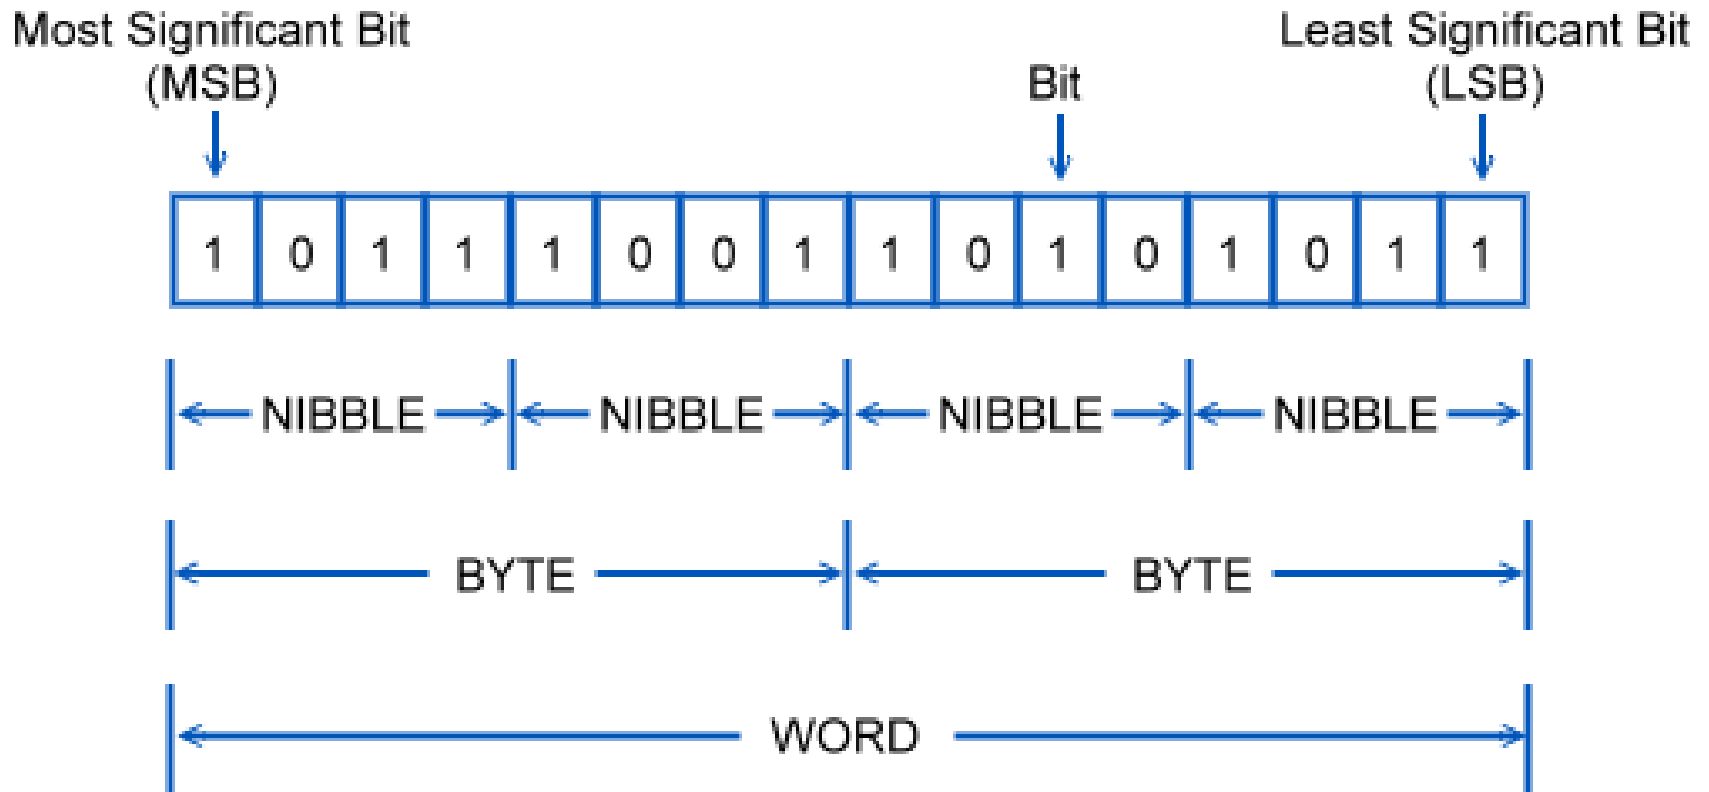 Most Significant Bit
(MSB)
Bit
Least Significant Bit
(LSB)
1 0 1 1 1 0 0 1 1 0 1 0 1 0 1 1
NIBBLE NIBBLE NIBBLE NIBBLE
BYTE BYTE
WORD